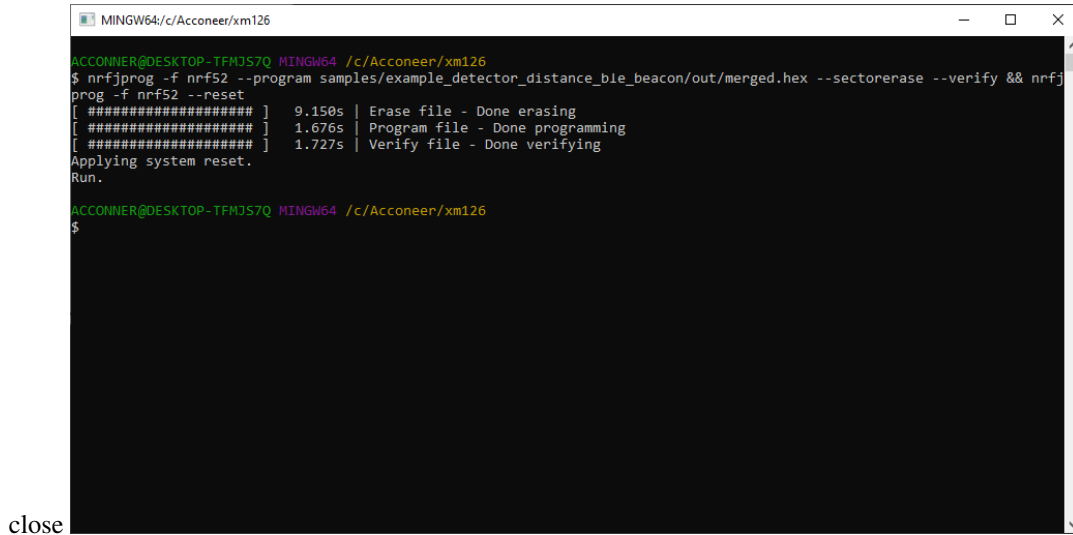 MINGW64:/c/Acconeer/xm126
ACCONNER@DESKTOP-TFMJS7Q MINGW64 /c/Acconeer/xm126
$ nrfjprog -f nrf52 --program samples/example_detector_distance_ble_beacon/out/merged.hex --sectorerase --verify && nrfj
prog -f nrf52 --reset
[ #################### ]   9.150s | Erase file - Done erasing
[ #################### ]   1.676s | Program file - Done programming
[ #################### ]   1.727s | Verify file - Done verifying
Applying system reset.
Run.
ACCONNER@DESKTOP-TFMJS7Q MINGW64 /c/Acconeer/xm126
$
close